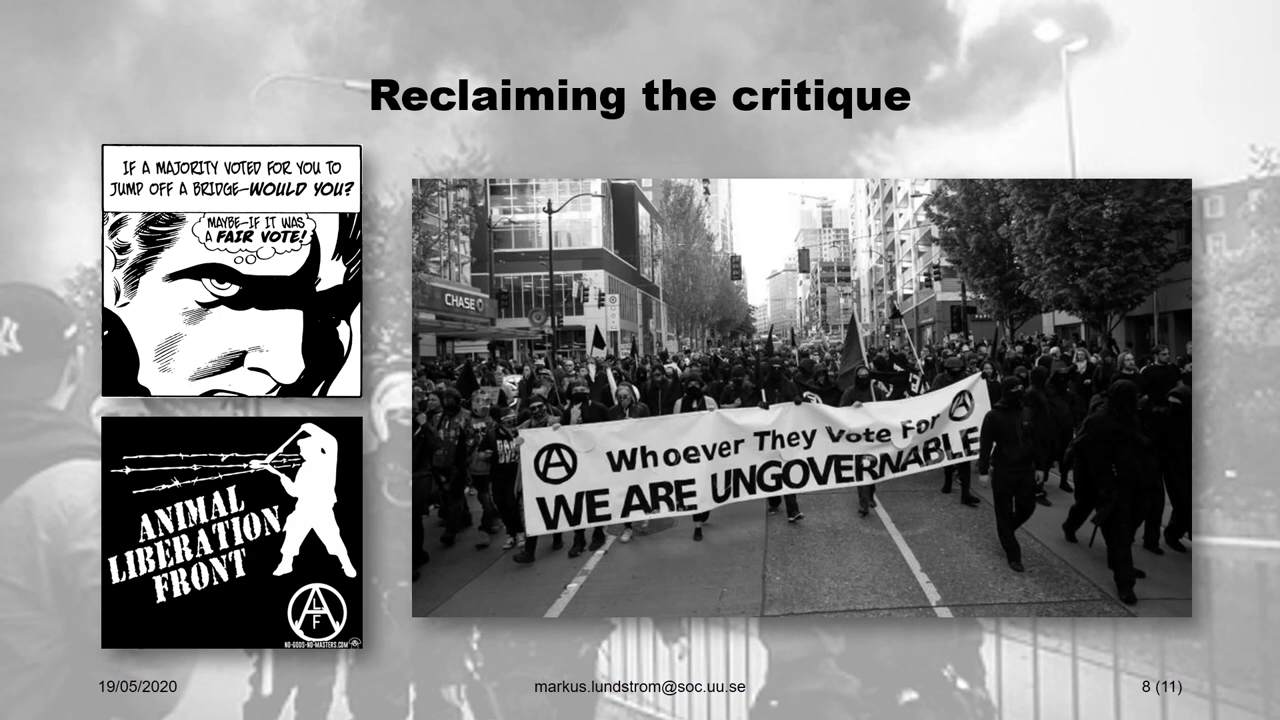 Reclaiming the critique
IF A MAJORITY VOTED FOR YOU TO
JUMP OFF A BRIDGE—WOULD YOU?
MAYBE—IF IT WAS
A FAIR VOTE!
CHASE
Whoever They Vote For
WE ARE UNGOVERNABLE
ANIMAL
LIBERATION
FRONT
A
L
F
NO-GODS-NO-MASTERS.COM
19/05/2020
markus.lundstrom@soc.uu.se
8 (11)